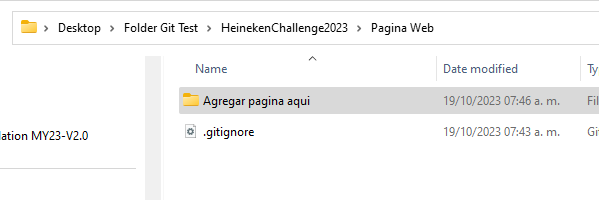 Desktop > Folder Git Test > HeinekenChallenge2023 > Pagina Web
Name Date modified Ty
Agregar pagina aqui 19/10/2023 07:46 a. m. Fil
.gitignore 19/10/2023 07:43 a. m. Gi
lation MY23-V2.0